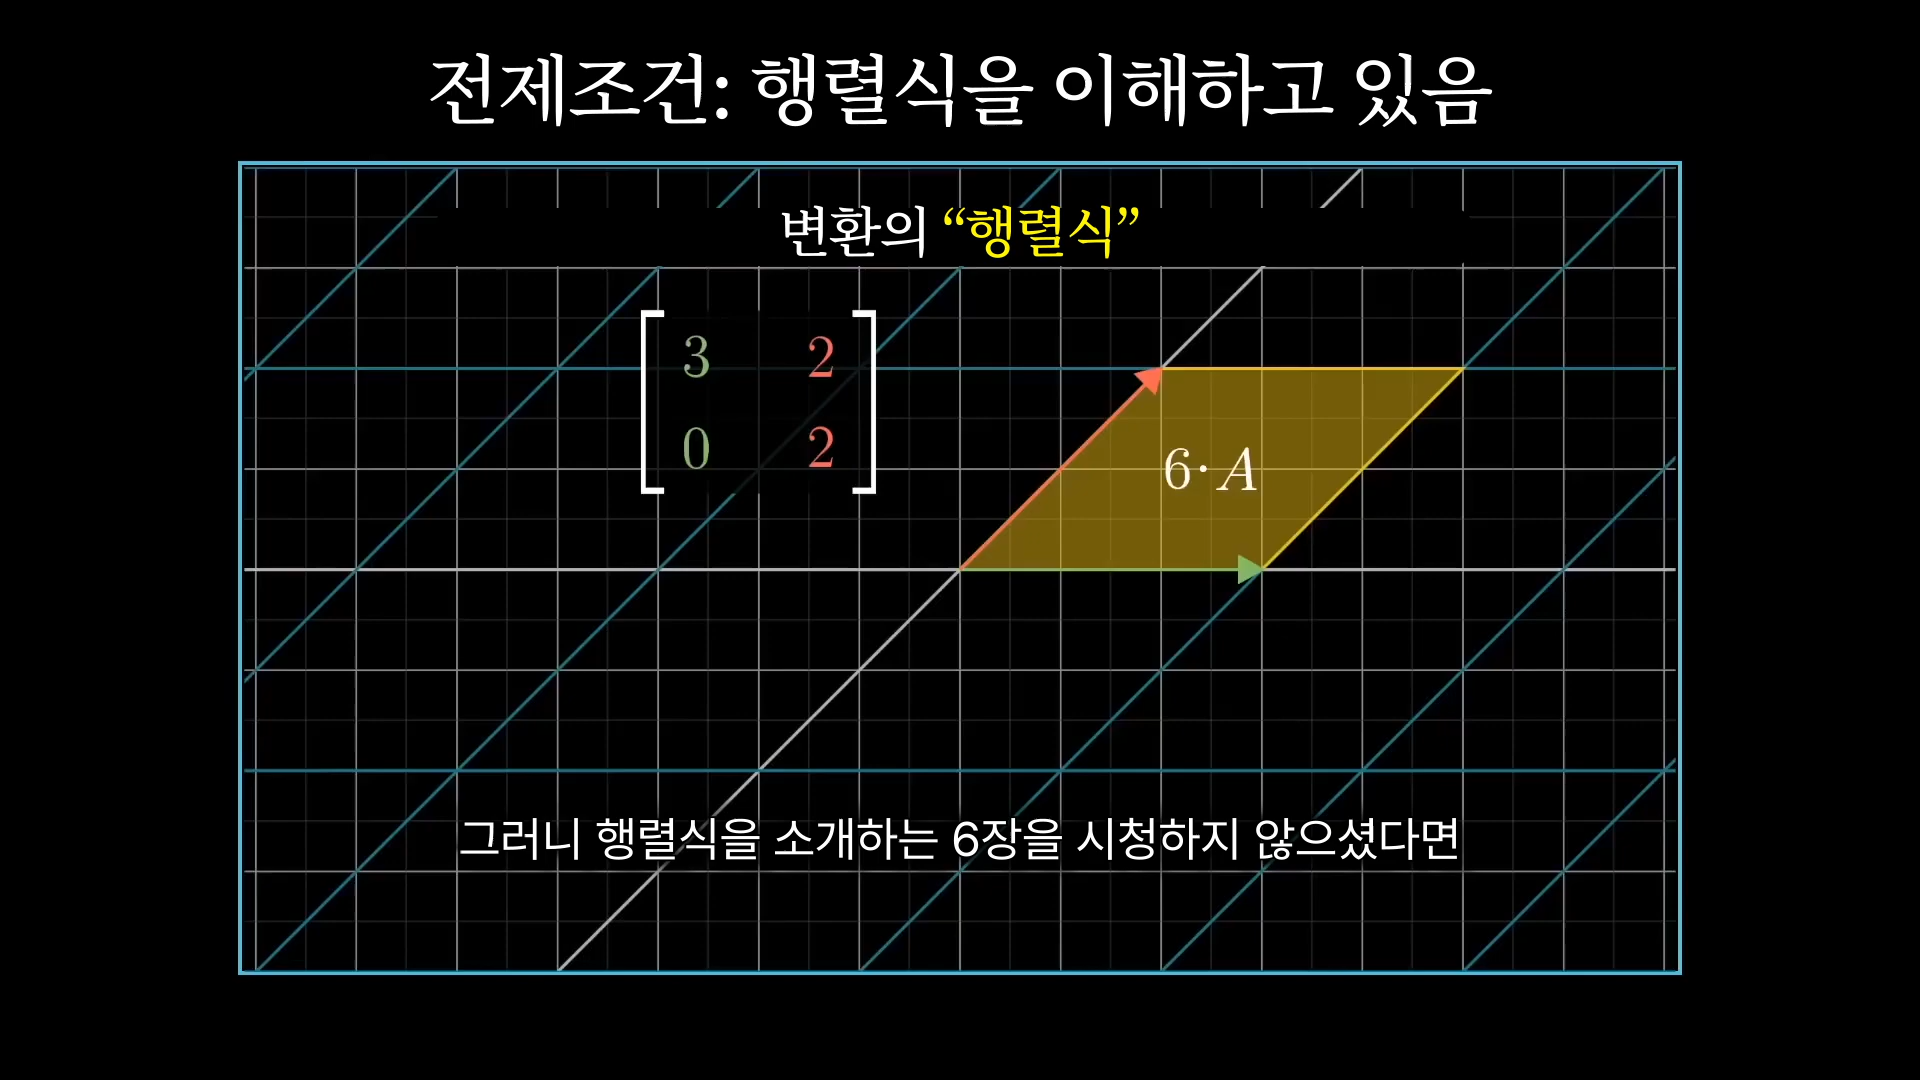 전제조건: 행렬식을 이해하고 있음
변환의 “행렬식”
3 2
0 2
6·A
그러니 행렬식을 소개하는 6장을 시청하지 않으셨다면